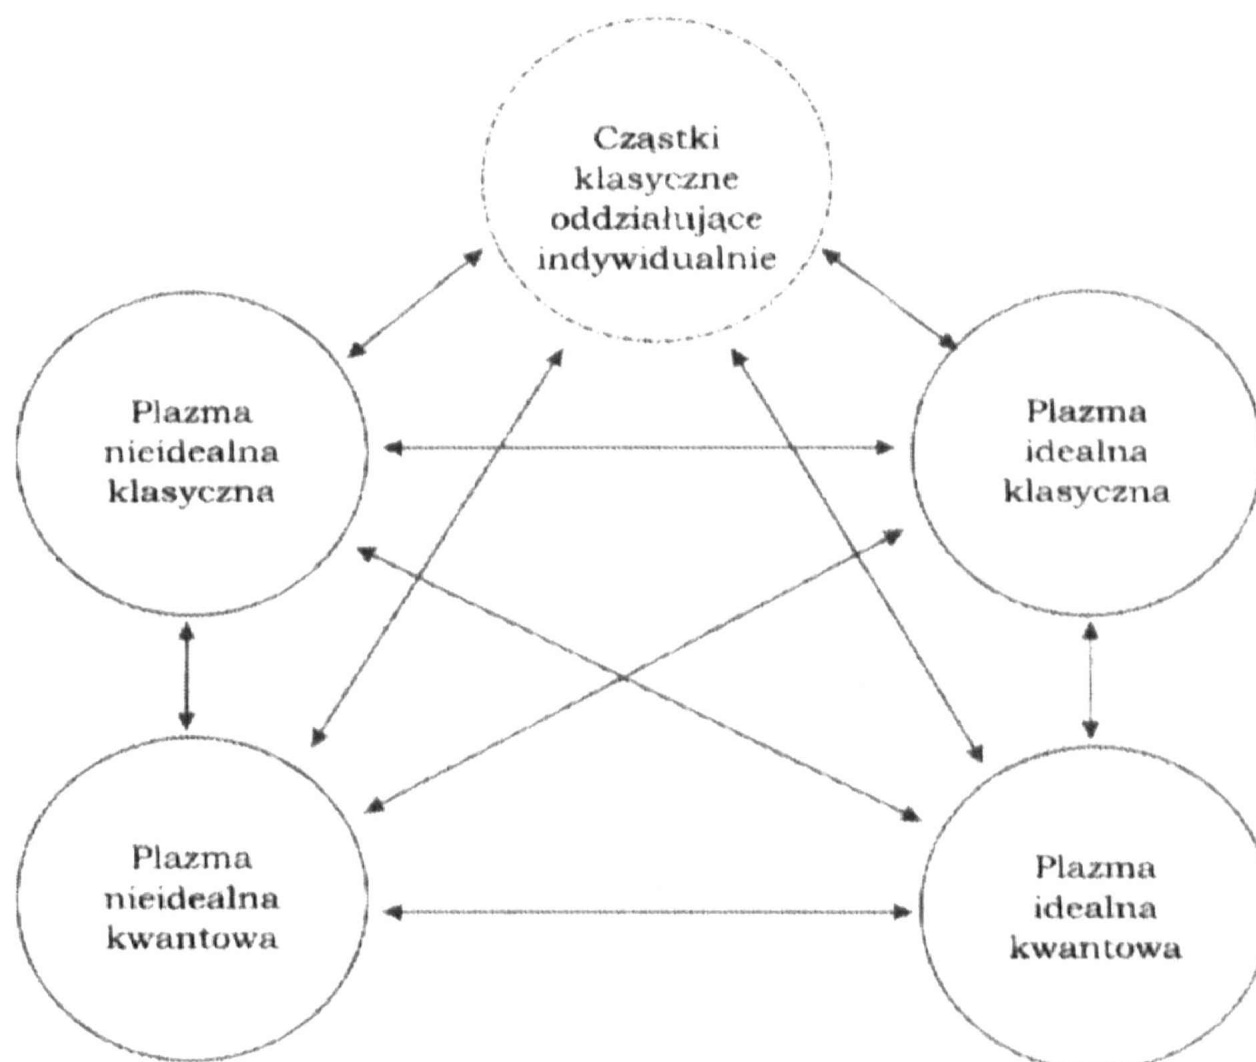 Cząstki
klasyczne
oddziałujące
indywidualnie
Plazma
nieidealna
klasyczna
Plazma
idealna
klasyczna
Plazma
nieidealna
kwantowa
Plazma
idealna
kwantowa